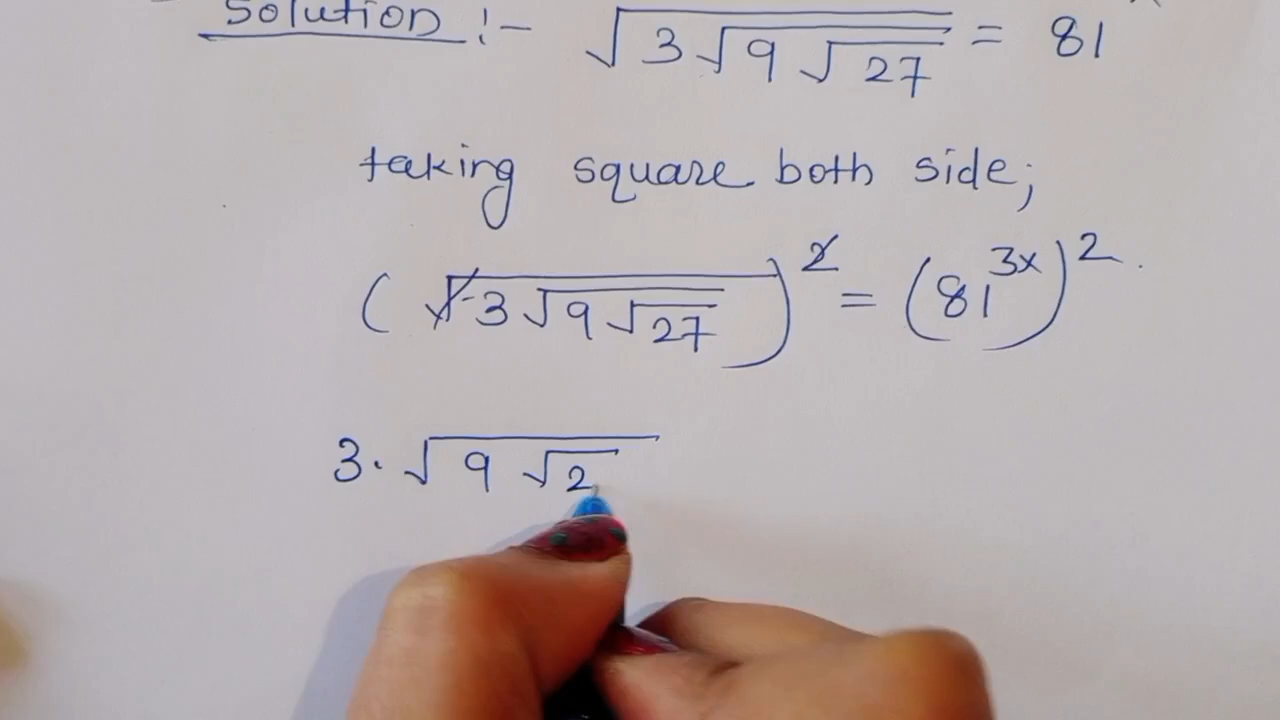 Solution :- √3√9√27 = 81
taking square both side;
(√3√9√27)² = (81^3x)².
3.√9√2